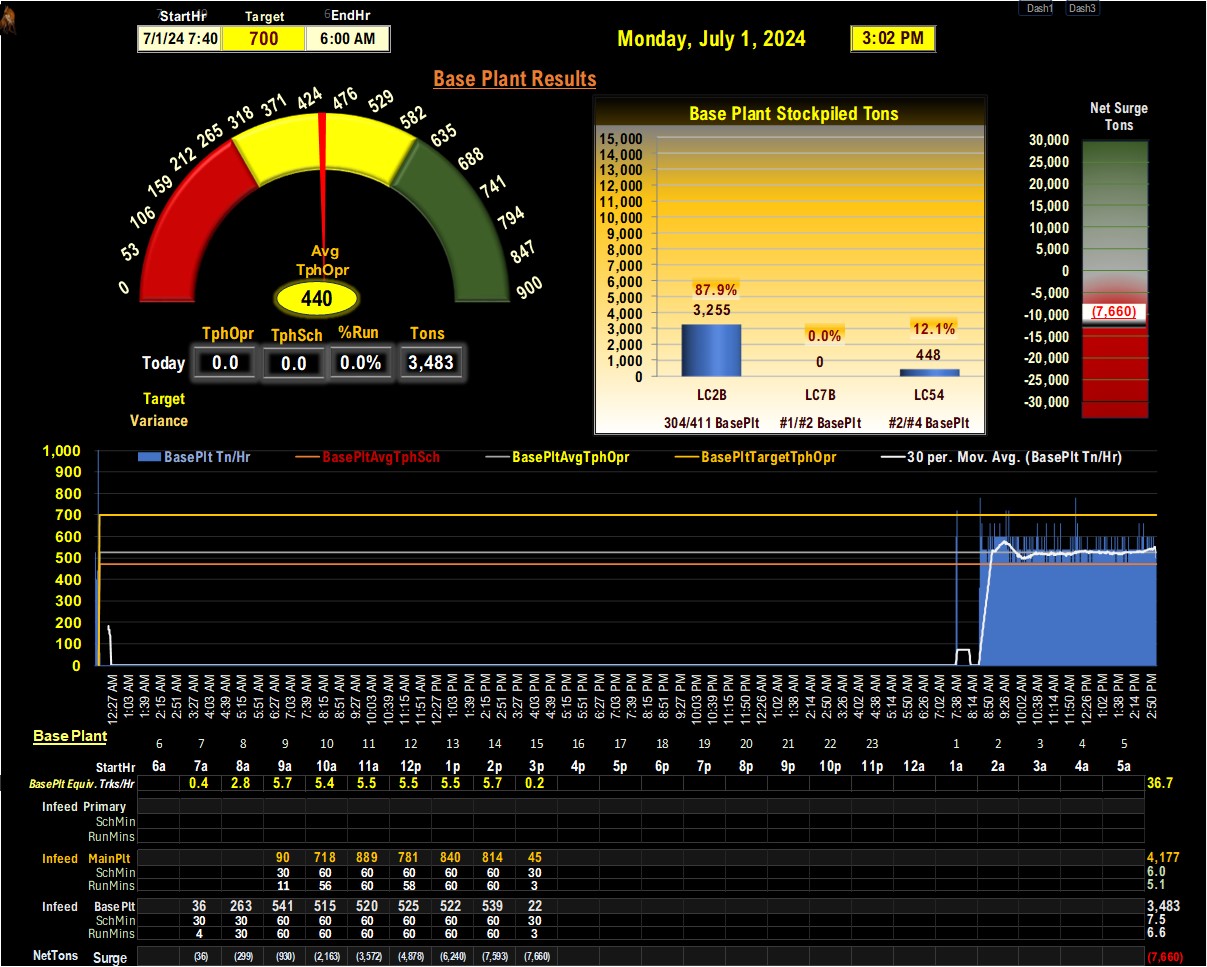 Dash1 Dash3
StartHr Target EndHr
7/1/24 7:40 700 6:00 AM
Monday, July 1, 2024 3:02 PM
Base Plant Results
0 53 106 159 212 265 318 371 424 476 529 582 635 688 741 794 847 900
Avg
TphOpr
440
TphOpr TphSch %Run Tons
Today 0.0 0.0 0.0% 3,483
Target
Variance
Base Plant Stockpiled Tons
15,000
14,000
13,000
12,000
11,000
10,000
9,000
8,000
7,000
6,000
5,000
4,000
3,000
2,000
1,000
0
87.9% 0.0% 12.1%
3,255 0 448
LC2B LC7B LC54
304/411 BasePlt #1/#2 BasePlt #2/#4 BasePlt
Net Surge
Tons
30,000
25,000
20,000
15,000
10,000
5,000
0
-5,000
-10,000
-15,000
-20,000
-25,000
-30,000
(7,660)
BasePlt Tn/Hr BasePltAvgTphSch BasePltAvgTphOpr BasePltTargetTphOpr 30 per. Mov. Avg. (BasePlt Tn/Hr)
1,000
900
800
700
600
500
400
300
200
100
0
12:27 AM 1:03 AM 1:39 AM 2:15 AM 2:51 AM 3:27 AM 4:03 AM 4:39 AM 5:15 AM 5:51 AM 6:27 AM 7:03 AM 7:39 AM 8:15 AM 8:51 AM 9:27 AM 10:03 AM 10:39 AM 11:15 AM 11:51 AM 12:27 PM 1:03 PM 1:39 PM 2:15 PM 2:51 PM 3:27 PM 4:03 PM 4:39 PM 5:15 PM 5:51 PM 6:27 PM 7:03 PM 7:39 PM 8:15 PM 8:51 PM 9:27 PM 10:03 PM 10:39 PM 11:15 PM 11:50 PM 12:26 AM 1:02 AM 1:38 AM 2:14 AM 2:50 AM 3:26 AM 4:02 AM 4:38 AM 5:14 AM 5:50 AM 6:26 AM 7:02 AM 7:38 AM 8:14 AM 8:50 AM 9:26 AM 10:02 AM 10:38 AM 11:14 AM 11:50 AM 12:26 PM 1:02 PM 1:38 PM 2:14 PM 2:50 PM
Base Plant
6 7 8 9 10 11 12 13 14 15 16 17 18 19 20 21 22 23 1 2 3 4 5
StartHr 6a 7a 8a 9a 10a 11a 12p 1p 2p 3p 4p 5p 6p 7p 8p 9p 10p 11p 12a 1a 2a 3a 4a 5a
BasePlt Equiv. Trks/Hr 0.4 2.8 5.7 5.4 5.5 5.5 5.5 5.7 0.2 36.7
Infeed Primary
SchMin
RunMins
Infeed MainPlt 90 718 889 781 840 814 45 4,177
SchMin 30 60 60 60 60 60 30 6.0
RunMins 11 56 60 58 60 60 3 5.1
Infeed BasePlt 36 263 541 515 520 525 522 539 22 3,483
SchMin 30 30 60 60 60 60 60 60 30 7.5
RunMins 4 30 60 60 60 60 60 60 3 6.6
NetTons Surge (36) (299) (930) (2,163) (3,572) (4,878) (6,240) (7,593) (7,660) (7,660)